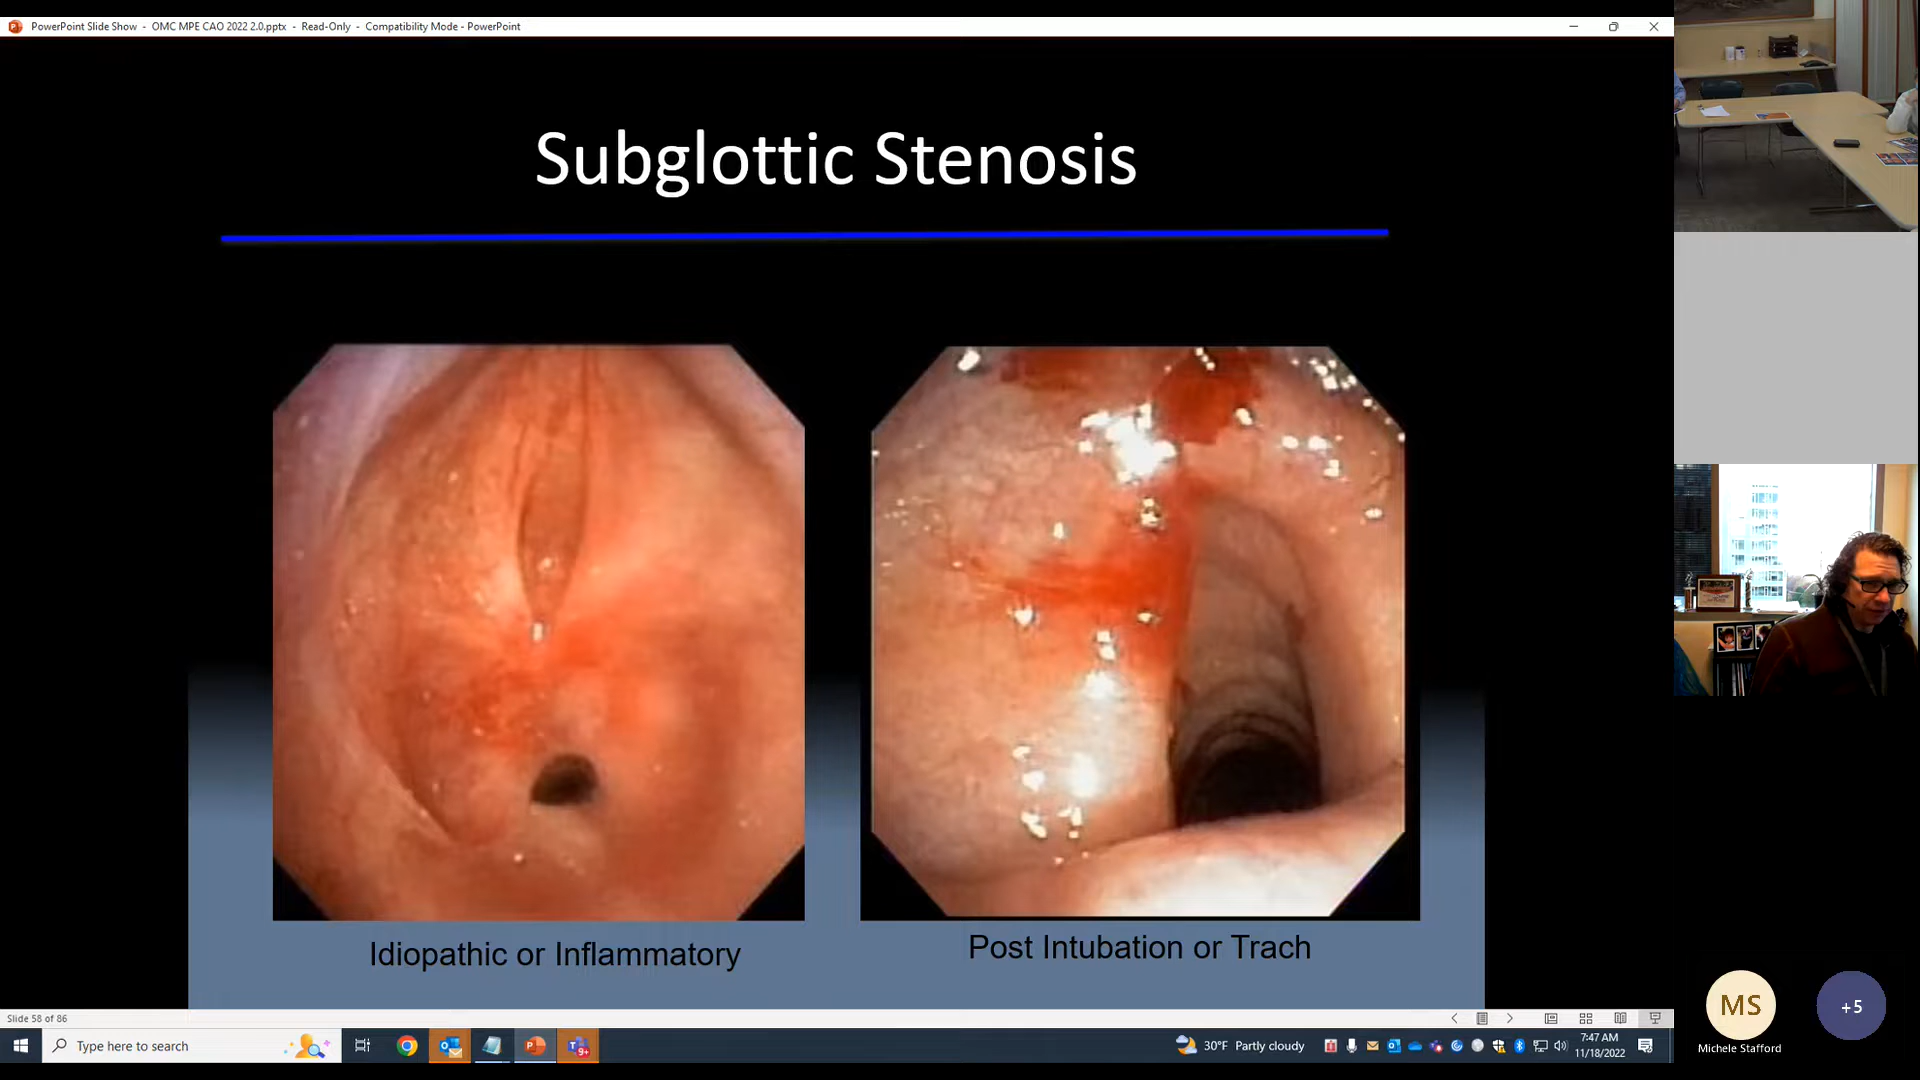 PowerPoint Slide Show - OMC MPE CAO 2022 2.0.pptx - Read-Only - Compatibility Mode - PowerPoint
Subglottic Stenosis
Idiopathic or Inflammatory
Post Intubation or Trach
Slide 58 of 86
Type here to search
9+
30°F Partly cloudy
7:47 AM
11/18/2022
MS
+5
Michele Stafford